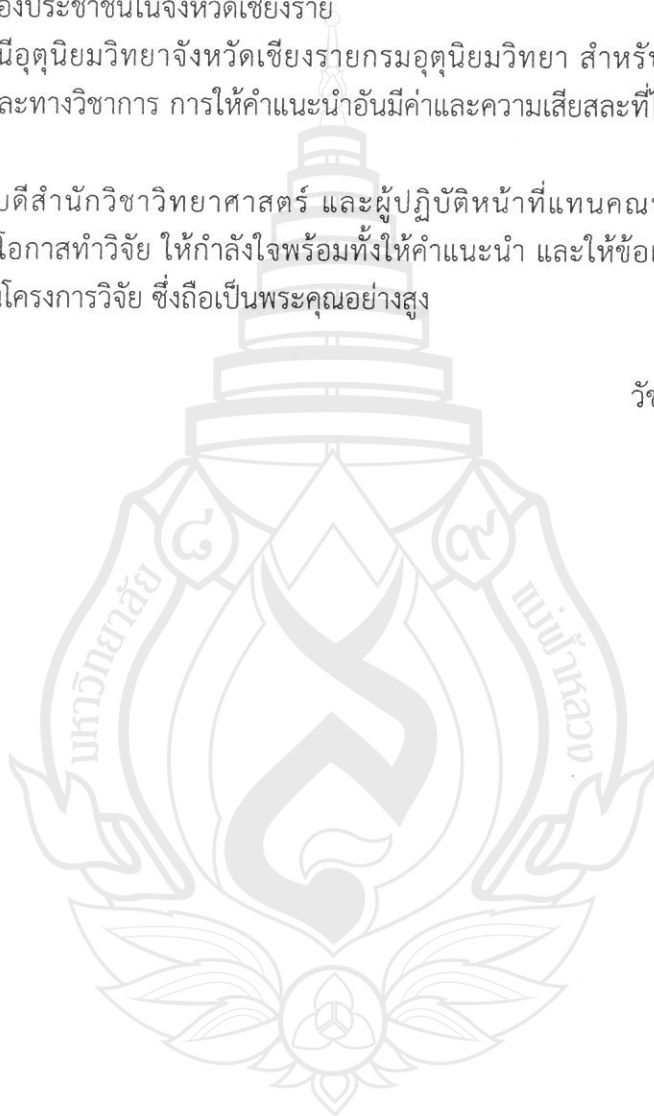 องประชาชนในจังหวัดเชียงราย
นีอุตุนิยมวิทยาจังหวัดเชียงรายกรมอุตุนิยมวิทยา สำหรับ
ละทางวิชาการ การให้คำแนะนำอันมีค่าและความเสียสละที่ไ
บดีสำนักวิชาวิทยาศาสตร์ และผู้ปฏิบัติหน้าที่แทนคณ
โอกาสทำวิจัย ให้กำลังใจพร้อมทั้งให้คำแนะนำ และให้ข้อเ
โครงการวิจัย ซึ่งถือเป็นพระคุณอย่างสูง
วัช
๘ ๙
มหาวิทยาลัย แม่ฟ้าหลวง